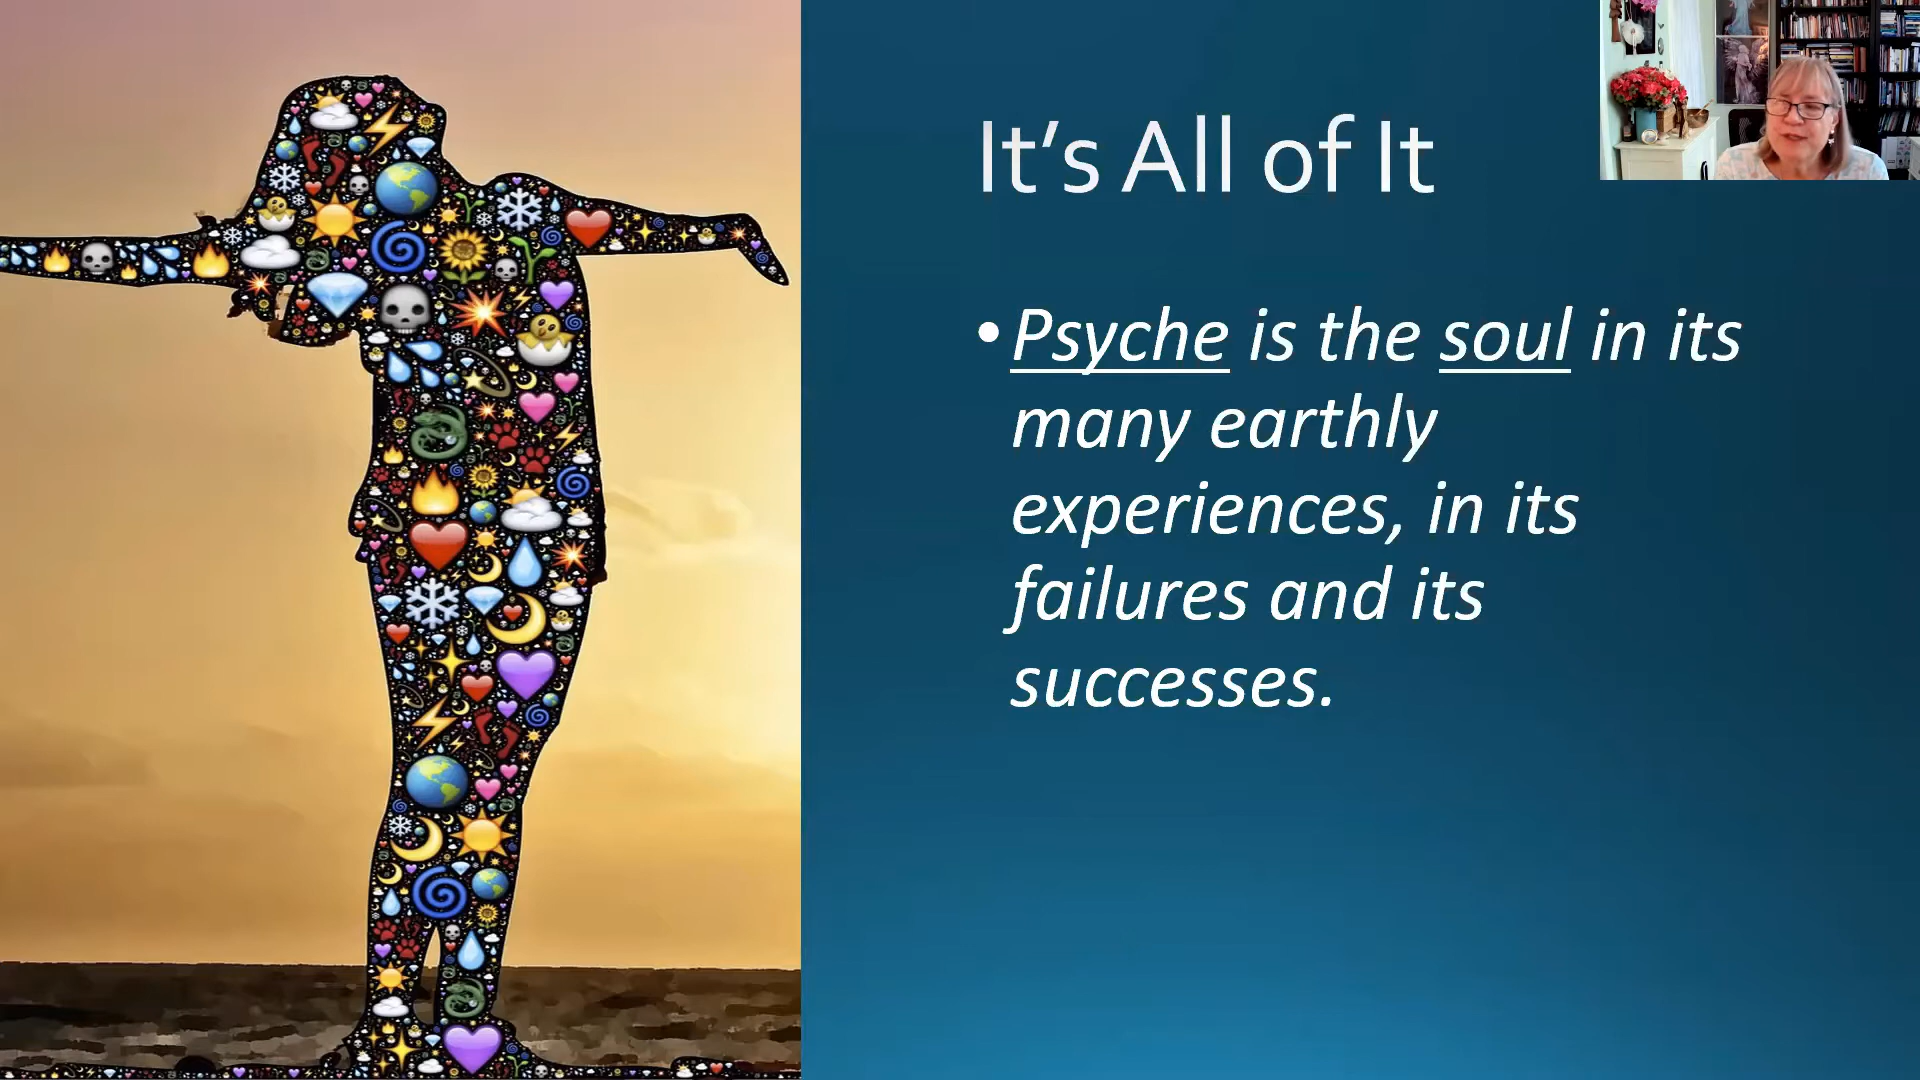 It's All of It
•Psyche is the soul in its
many earthly
experiences, in its
failures and its
successes.